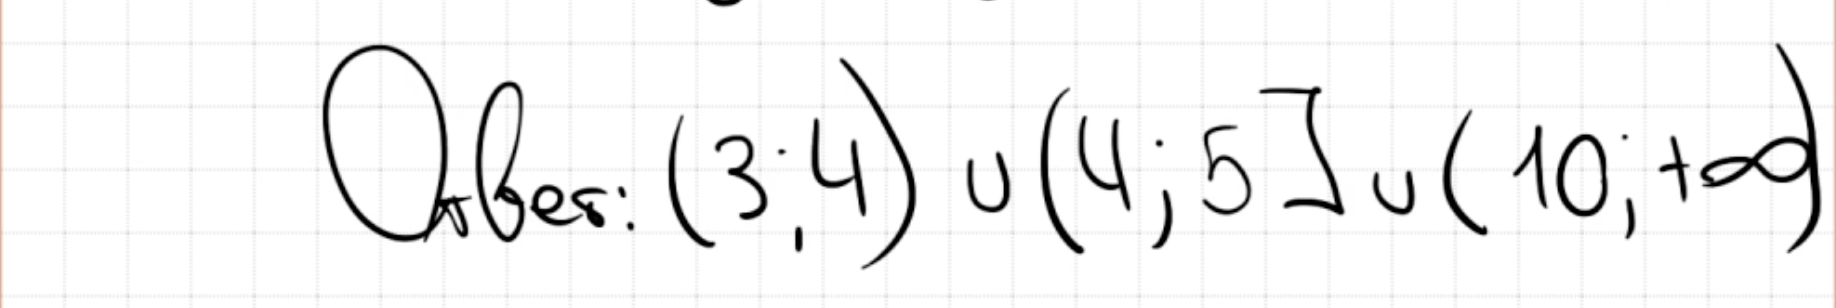 Ответ: (3;4) ∪ (4;5] ∪ (10;+∞)